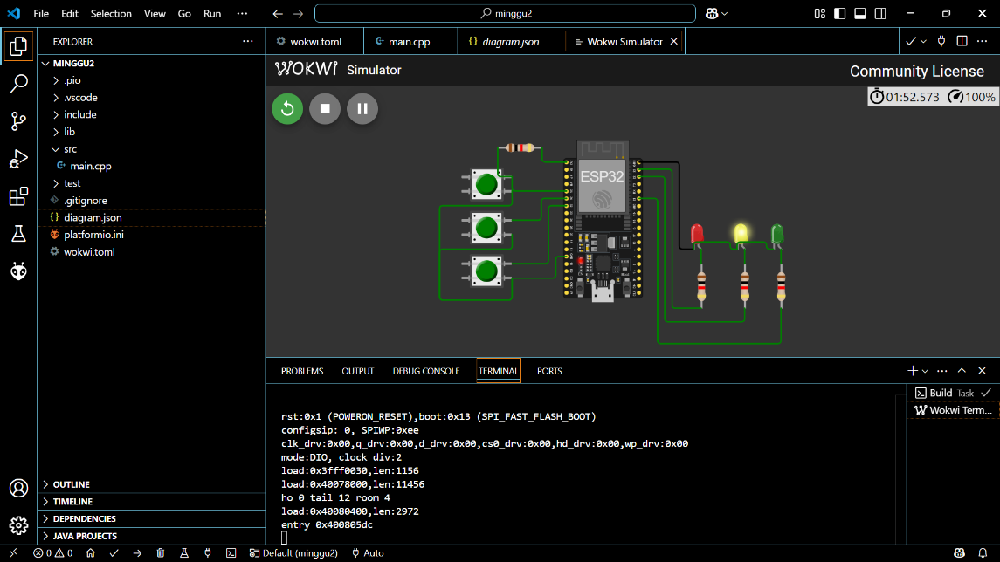 File Edit Selection View Go Run ··· minggu2
EXPLORER ···
MINGGU2
.pio
.vscode
include
lib
src
main.cpp
test
.gitignore
diagram.json
platformio.ini
wokwi.toml
OUTLINE
TIMELINE
DEPENDENCIES
JAVA PROJECTS
wokwi.toml main.cpp {} diagram.json Wokwi Simulator
WOKWI Simulator Community License
01:52.573 100%
ESP32
PROBLEMS OUTPUT DEBUG CONSOLE TERMINAL PORTS
rst:0x1 (POWERON_RESET),boot:0x13 (SPI_FAST_FLASH_BOOT)
configsip: 0, SPIWP:0xee
clk_drv:0x00,q_drv:0x00,d_drv:0x00,cs0_drv:0x00,hd_drv:0x00,wp_drv:0x00
mode:DIO, clock div:2
load:0x3fff0030,len:1156
load:0x40078000,len:11456
ho 0 tail 12 room 4
load:0x40080400,len:2972
entry 0x400805dc
Build Task
Wokwi Term...
0 0 Default (minggu2) Auto